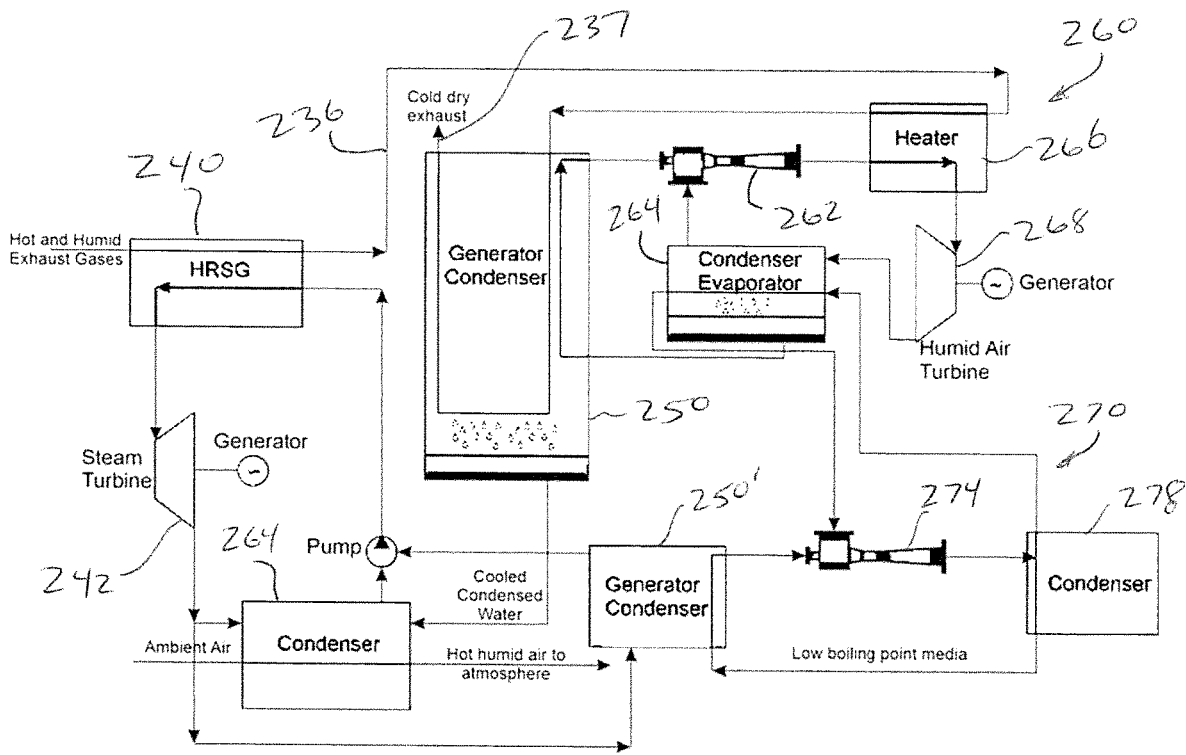 237
260
Cold dry
exhaust
236
Heater
266
240
264
262
Hot and Humid
Exhaust Gases
HRSG
Generator
Condenser
Condenser
Evaporator
268
~
Generator
Humid Air
Turbine
250
270
Steam
Turbine
Generator
~
250'
274
278
242
264
Pump
Cooled
Condensed
Water
Generator
Condenser
Condenser
Ambient Air
Condenser
Hot humid air to
atmosphere
Low boiling point media